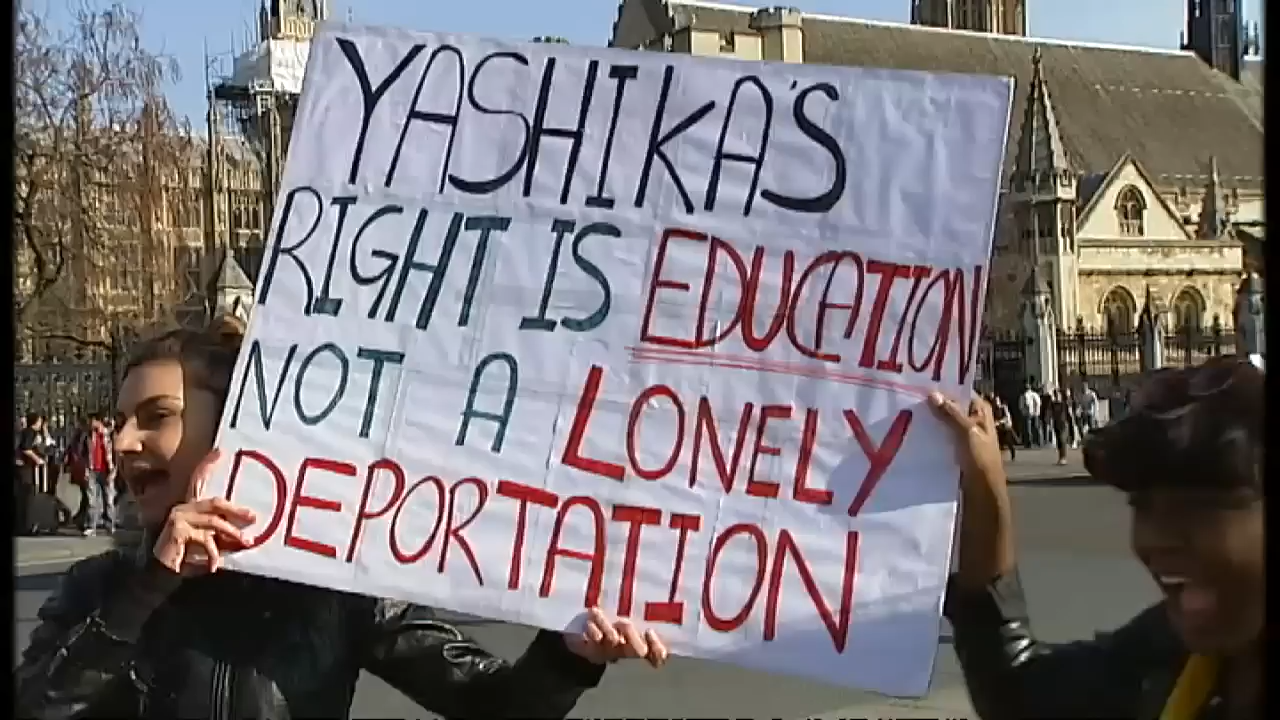 YASHIKA'S
RIGHT IS EDUCATION
NOT A LONELY
DEPORTATION